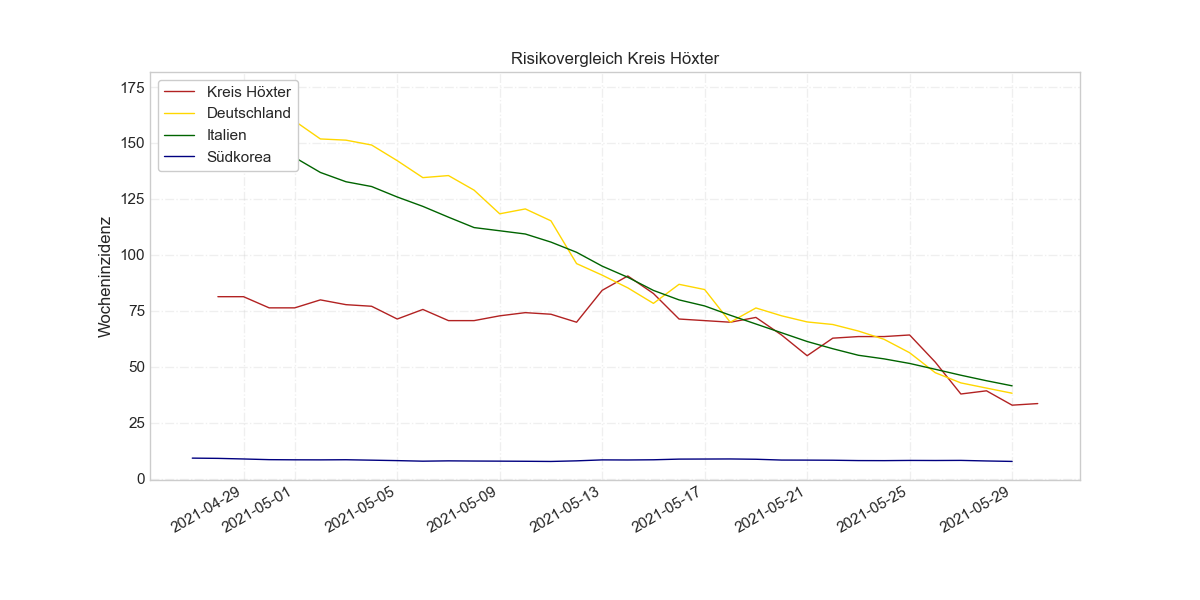 Risikovergleich Kreis Höxter
Kreis Höxter
Deutschland
Italien
Südkorea
Wocheninzidenz
175
150
125
100
75
50
25
0
2021-04-29
2021-05-01
2021-05-05
2021-05-09
2021-05-13
2021-05-17
2021-05-21
2021-05-25
2021-05-29